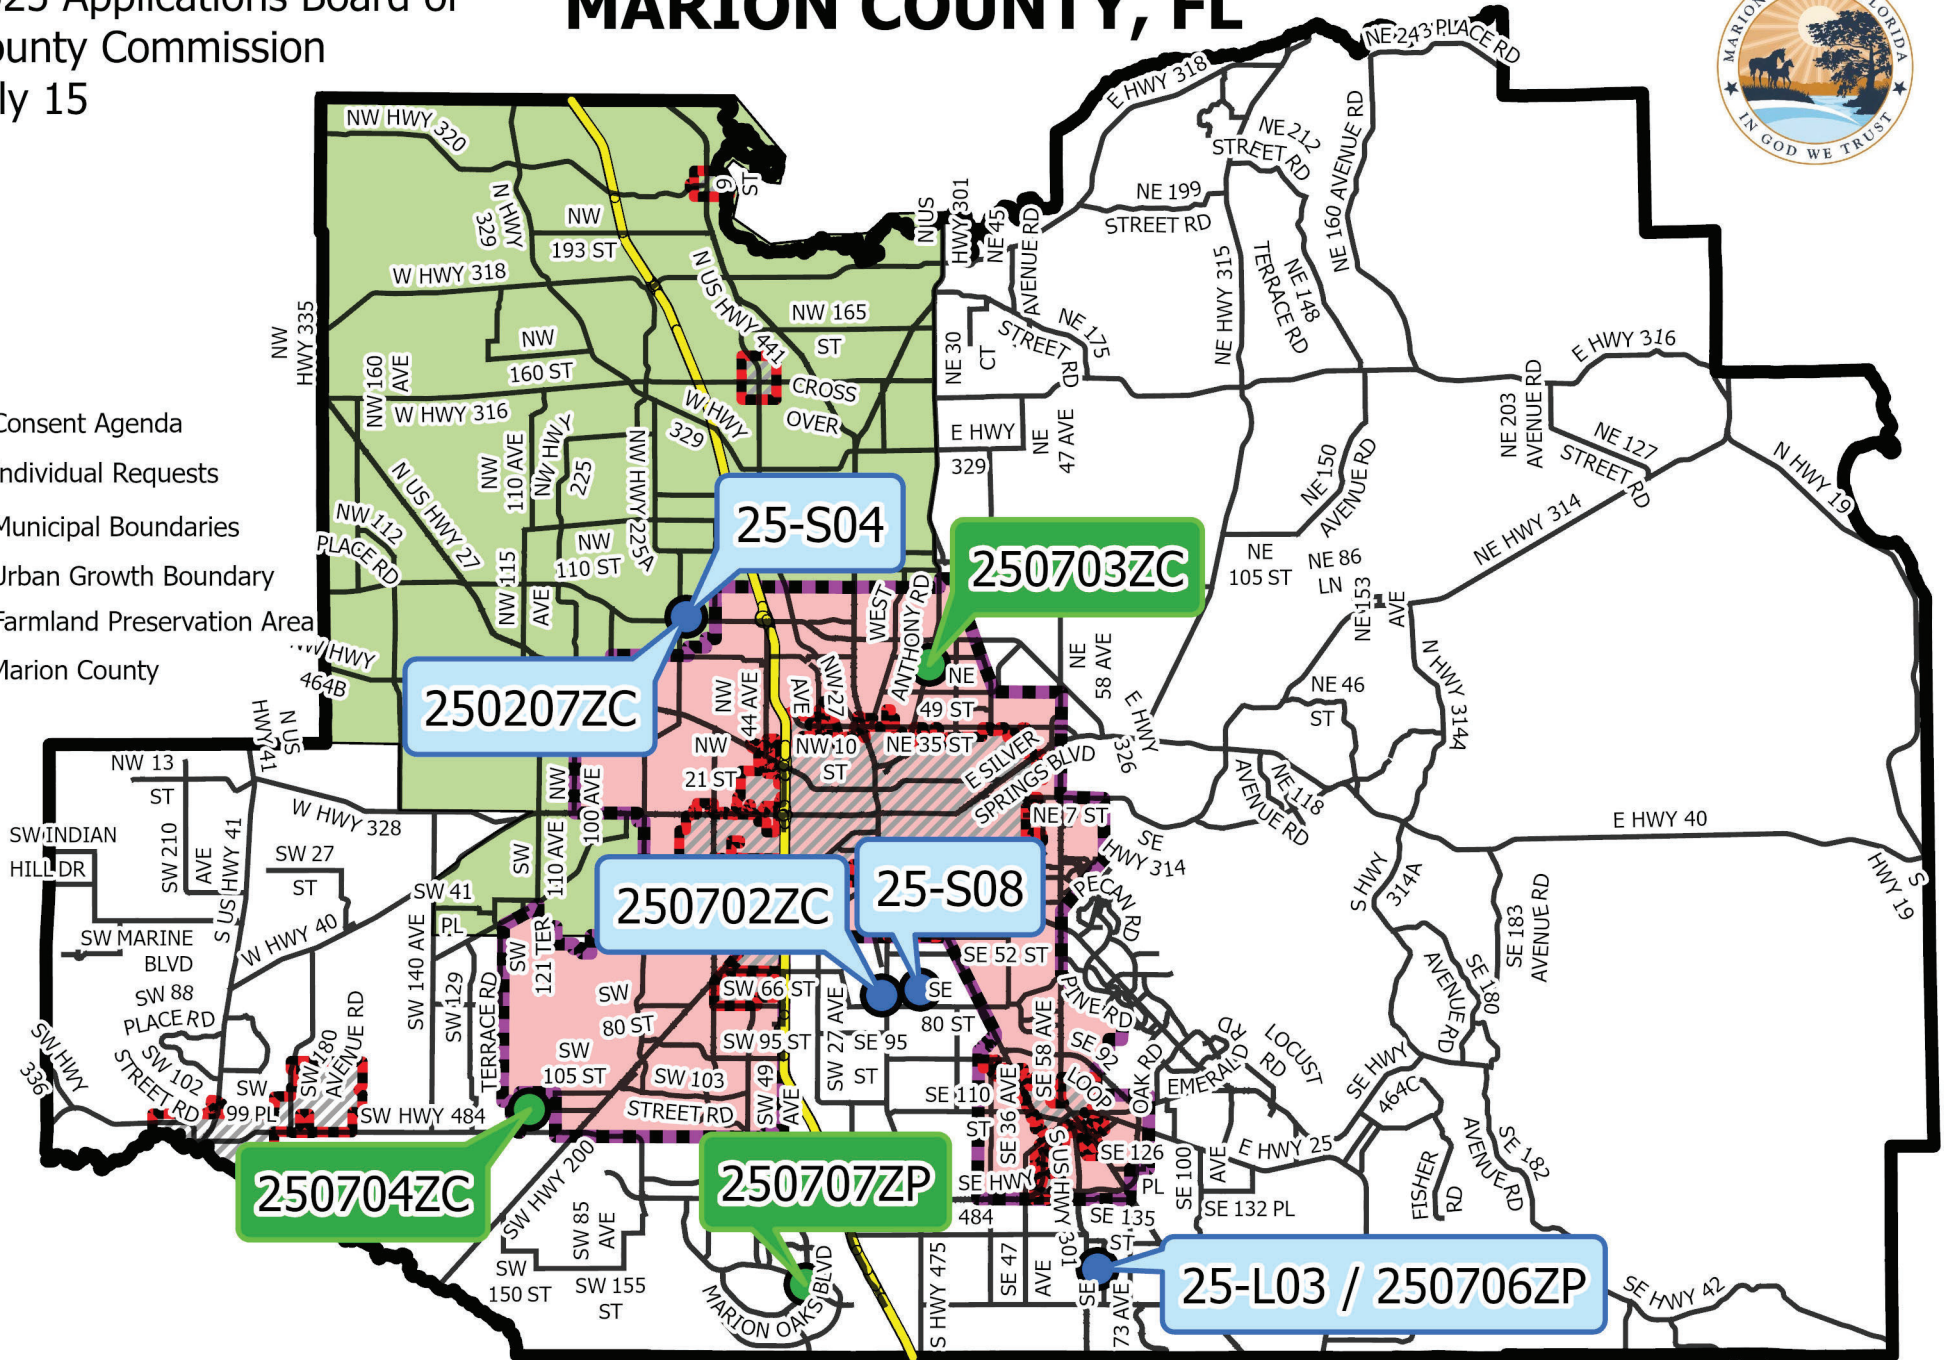 MARION COUNTY, FL
Applications Board of
County Commission
15
Consent Agenda
Individual Requests
Municipal Boundaries
Urban Growth Boundary
Farmland Preservation Area
Marion County
IN GOD WE TRUST
NE 243 PLACE RD
E HWY 318
NW HWY 320
NE 212
STREET RD
NE 160 AVENUE RD
NE 199
STREET RD
N HWY
329
NW
193 ST
N US
HWY 301
NE 45
AVENUE RD
W HWY 318
N US HWY 441
NE HWY 315
NE 148
TERRACE RD
NW
HWY 335
NW 165
ST
NE 175
STREET RD
NE 30
CT
E HWY 316
NW
160 ST
NW 160
AVE
W HWY 316
CROSS
OVER
W HWY
329
NE 203
AVENUE RD
NE 127
STREET RD
N HWY 19
E HWY
329
NE
47 AVE
NW
110 AVE
NW HWY
225
NW HWY 225A
N US HWY 27
NE 150
AVENUE RD
NW 112
PLACE RD
NW
110 ST
25-S04
250703ZC
NE HWY 314
NE
105 ST
NE 86
LN
NE 153
AVE
NW 115
AVE
WEST
ANTHONY RD
NW HWY
464B
250207ZC
NE
58 AVE
N HWY 314A
NE
49 ST
NW
44 AVE
NW 27
AVE
NE 46
ST
N US
HWY 41
E HWY
326
NW 10
ST
NE 35 ST
NW
21 ST
E SILVER
SPRINGS BLVD
NW 13
ST
NW
100 AVE
NE 118
AVENUE RD
W HWY 328
NE 7 ST
E HWY 40
SW INDIAN
HILL DR
SW 210
AVE
S US HWY 41
SW 27
ST
SW
110 AVE
SE
HWY 314
S HWY
314A
S
HWY 19
250702ZC
25-S08
PECAN RD
SW 41
PL
W HWY 40
SW 140 AVE
SE 183
AVENUE RD
SW MARINE
BLVD
SW
121 TER
SE 52 ST
SE 180
AVENUE RD
SW 88
PLACE RD
SW 129
TERRACE RD
SW
80 ST
SW 66 ST
SE
80 ST
PINE RD
SW HWY
336
SW 102
STREET RD
SW 180
AVENUE RD
SW 95 ST
SW 27 AVE
SE 95
ST
SE 58 AVE
SE 92
LOOP
OAK RD
EMERALD
RD
LOCUST
RD
SW
105 ST
SW 103
STREET RD
SW 49
AVE
SE HWY
464C
SW
99 PL
SW HWY 484
SE 110
ST
SE 36 AVE
SE 182
AVENUE RD
250704ZC
SW HWY 200
250707ZP
S US HWY
301
SE 126
PL
E HWY 25
SE 100
AVE
FISHER
RD
SE HWY
484
SE 132 PL
SE 135
ST
SW 85
AVE
SW
150 ST
SW 155
ST
MARION OAKS BLVD
S HWY 475
SE 47
AVE
SE
73 AVE
25-L03 / 250706ZP
SE HWY 42